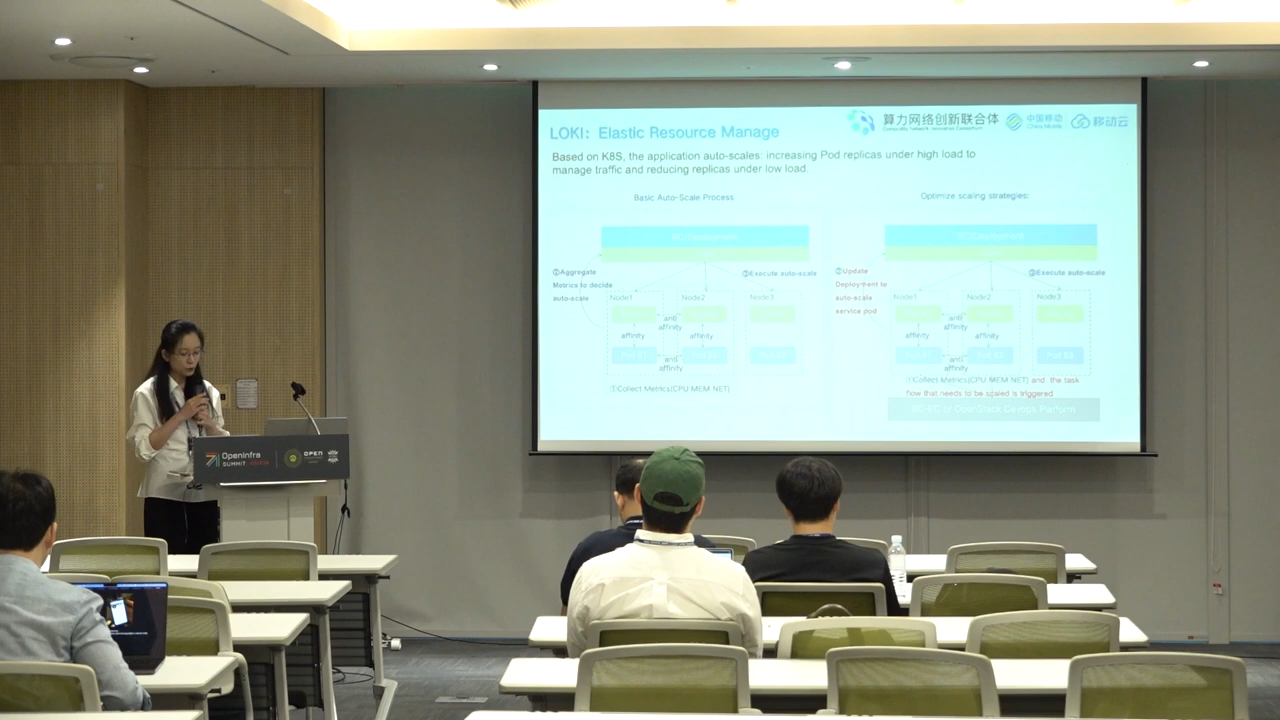 LOKI：Elastic Resource Manage
算力网络创新联合体
中国移动
China Mobile
移动云
Based on K8S, the application auto-scales: increasing Pod replicas under high load to
manage traffic and reducing replicas under low load.
Basic Auto-Scale Process
①Aggregate
Metrics to decide
auto-scale
③Execute auto-scale
Node1
Node2
Node3
anti
affinity
affinity
affinity
anti
affinity
①Collect Metrics(CPU MEM NET)
Optimize scaling strategies:
②Update
Deployment to
auto-scale
service pod
③Execute auto-scale
Node1
Node2
Node3
anti
affinity
affinity
affinity
anti
affinity
①Collect Metrics(CPU MEM NET) and the task
flow that needs to be scaled is triggered
OpenInfra
SUMMIT
OPEN